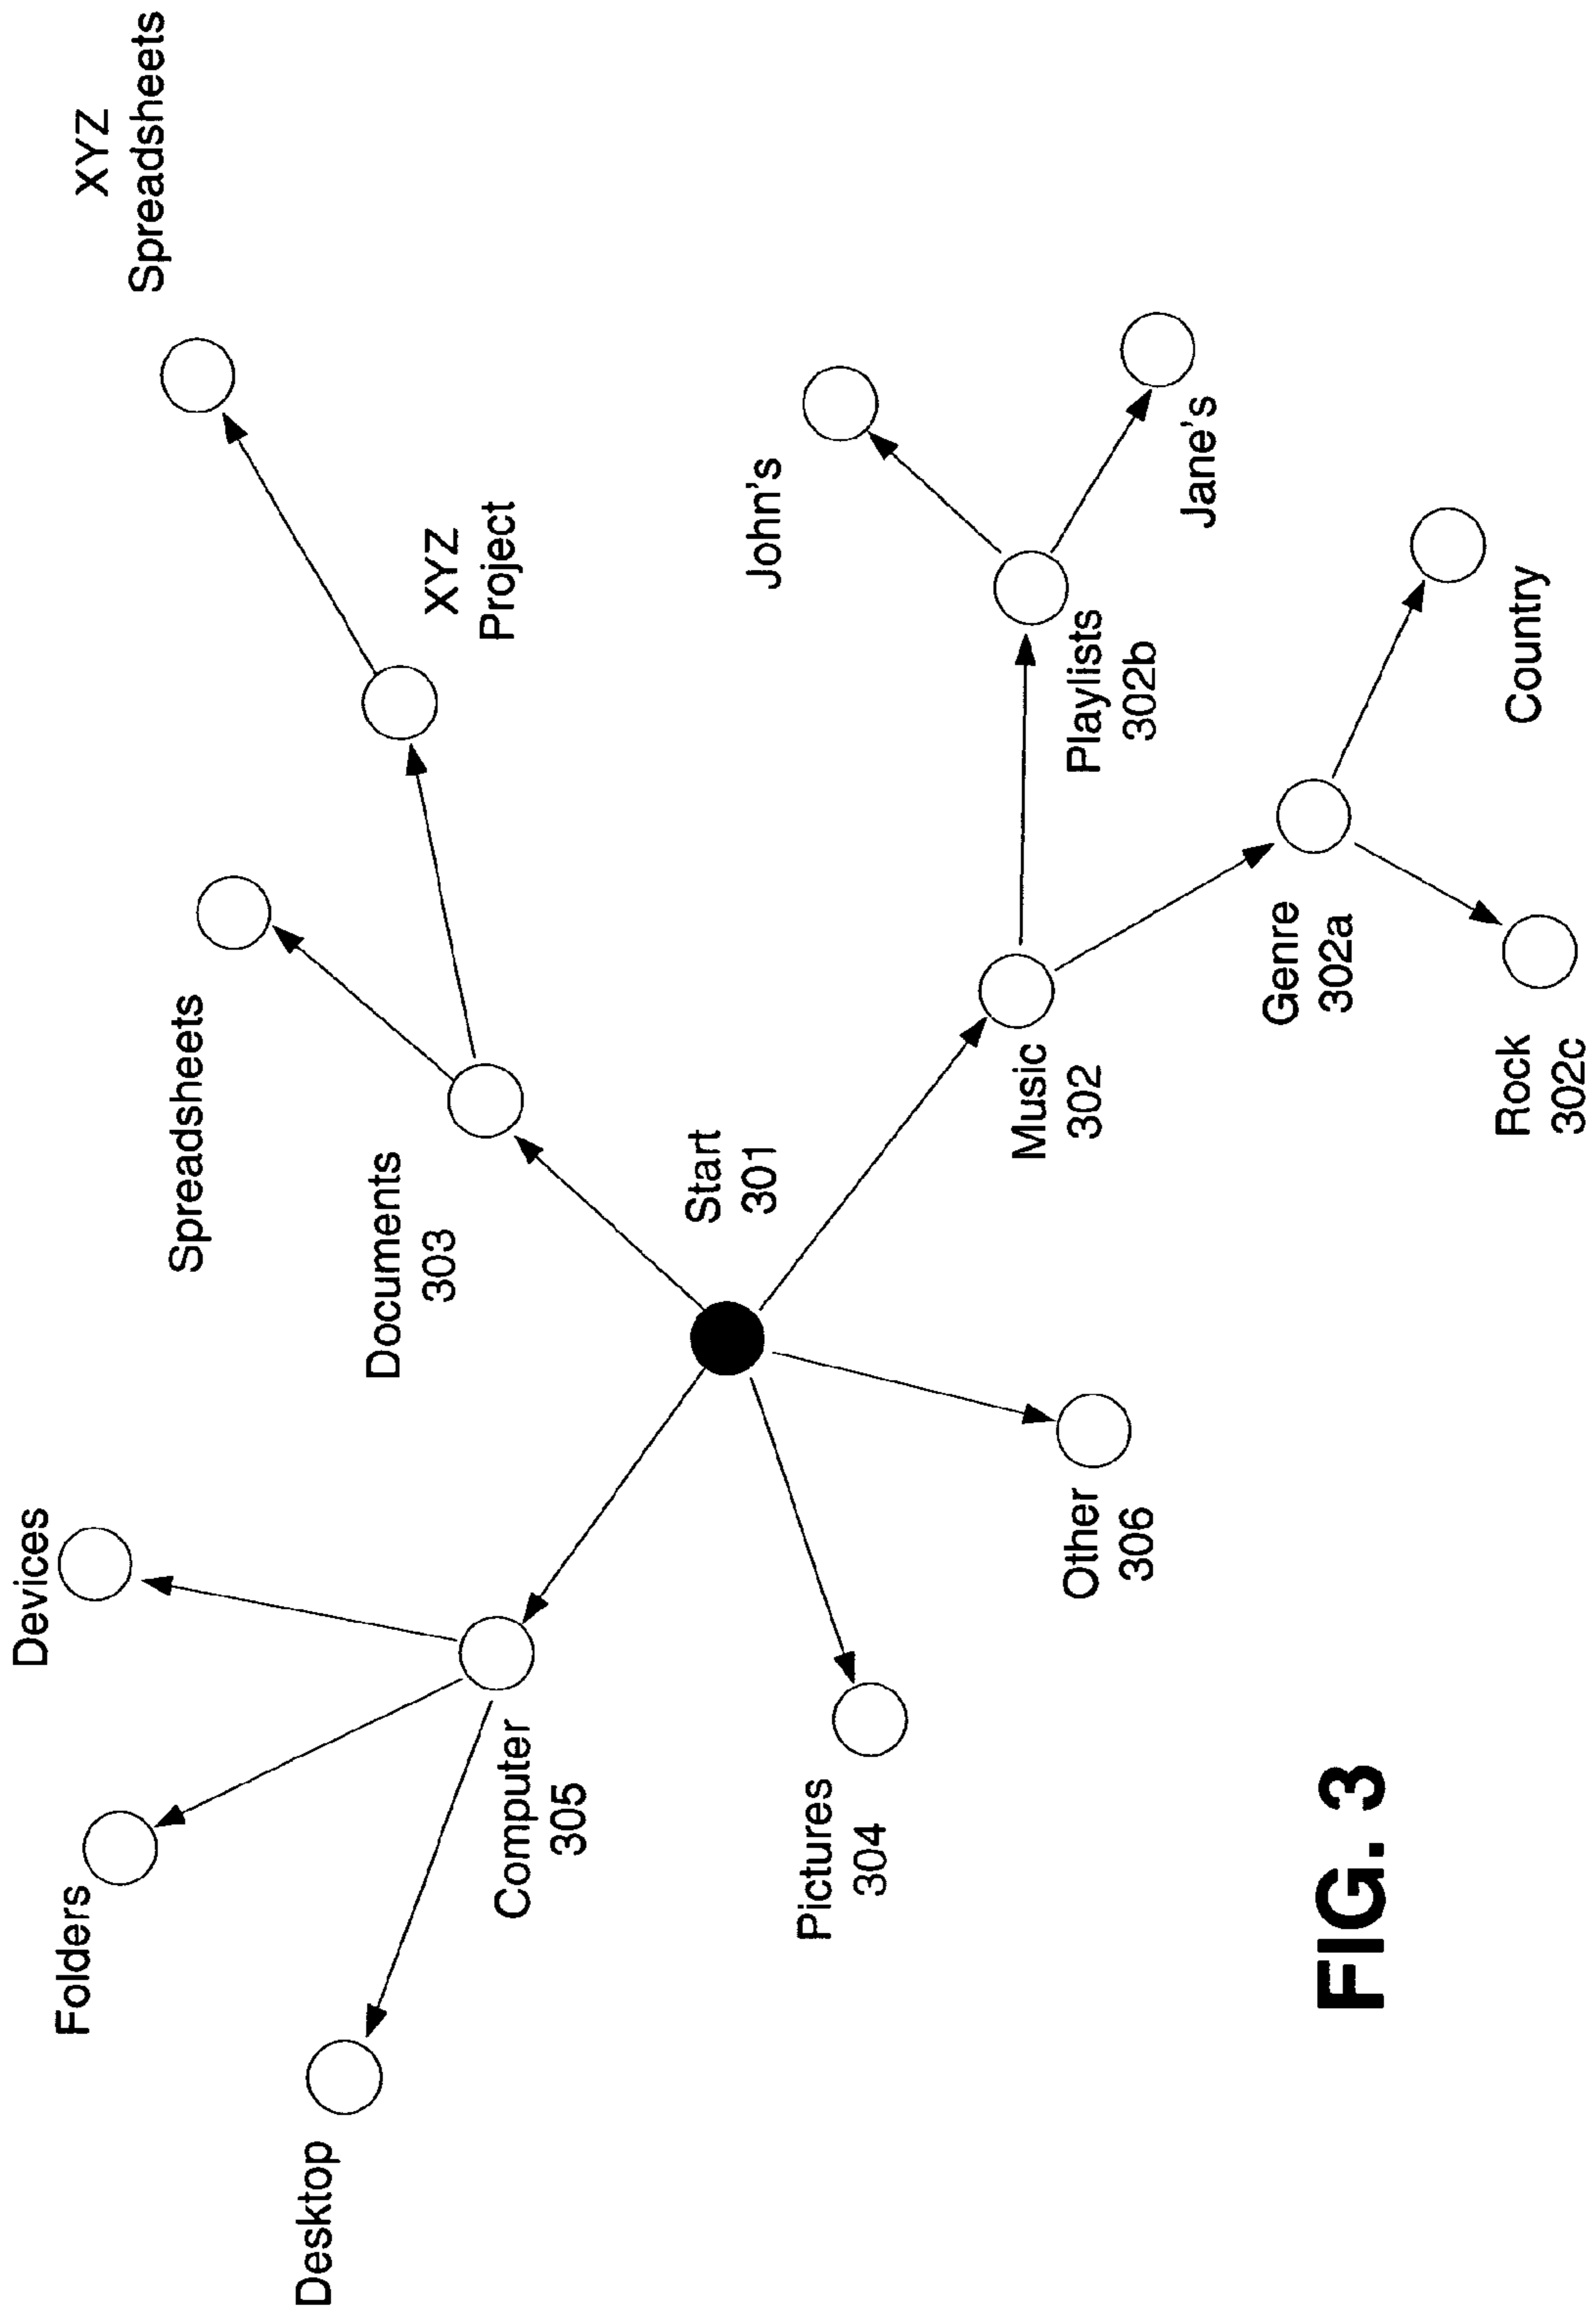 XYZ
Spreadsheets
Devices
Folders
Spreadsheets
XYZ
Project
Desktop
Documents
303
Computer
305
Start
301
John's
Pictures
304
Music
302
Playlists
302b
Other
306
Jane's
Genre
302a
Country
Rock
302c
FIG. 3